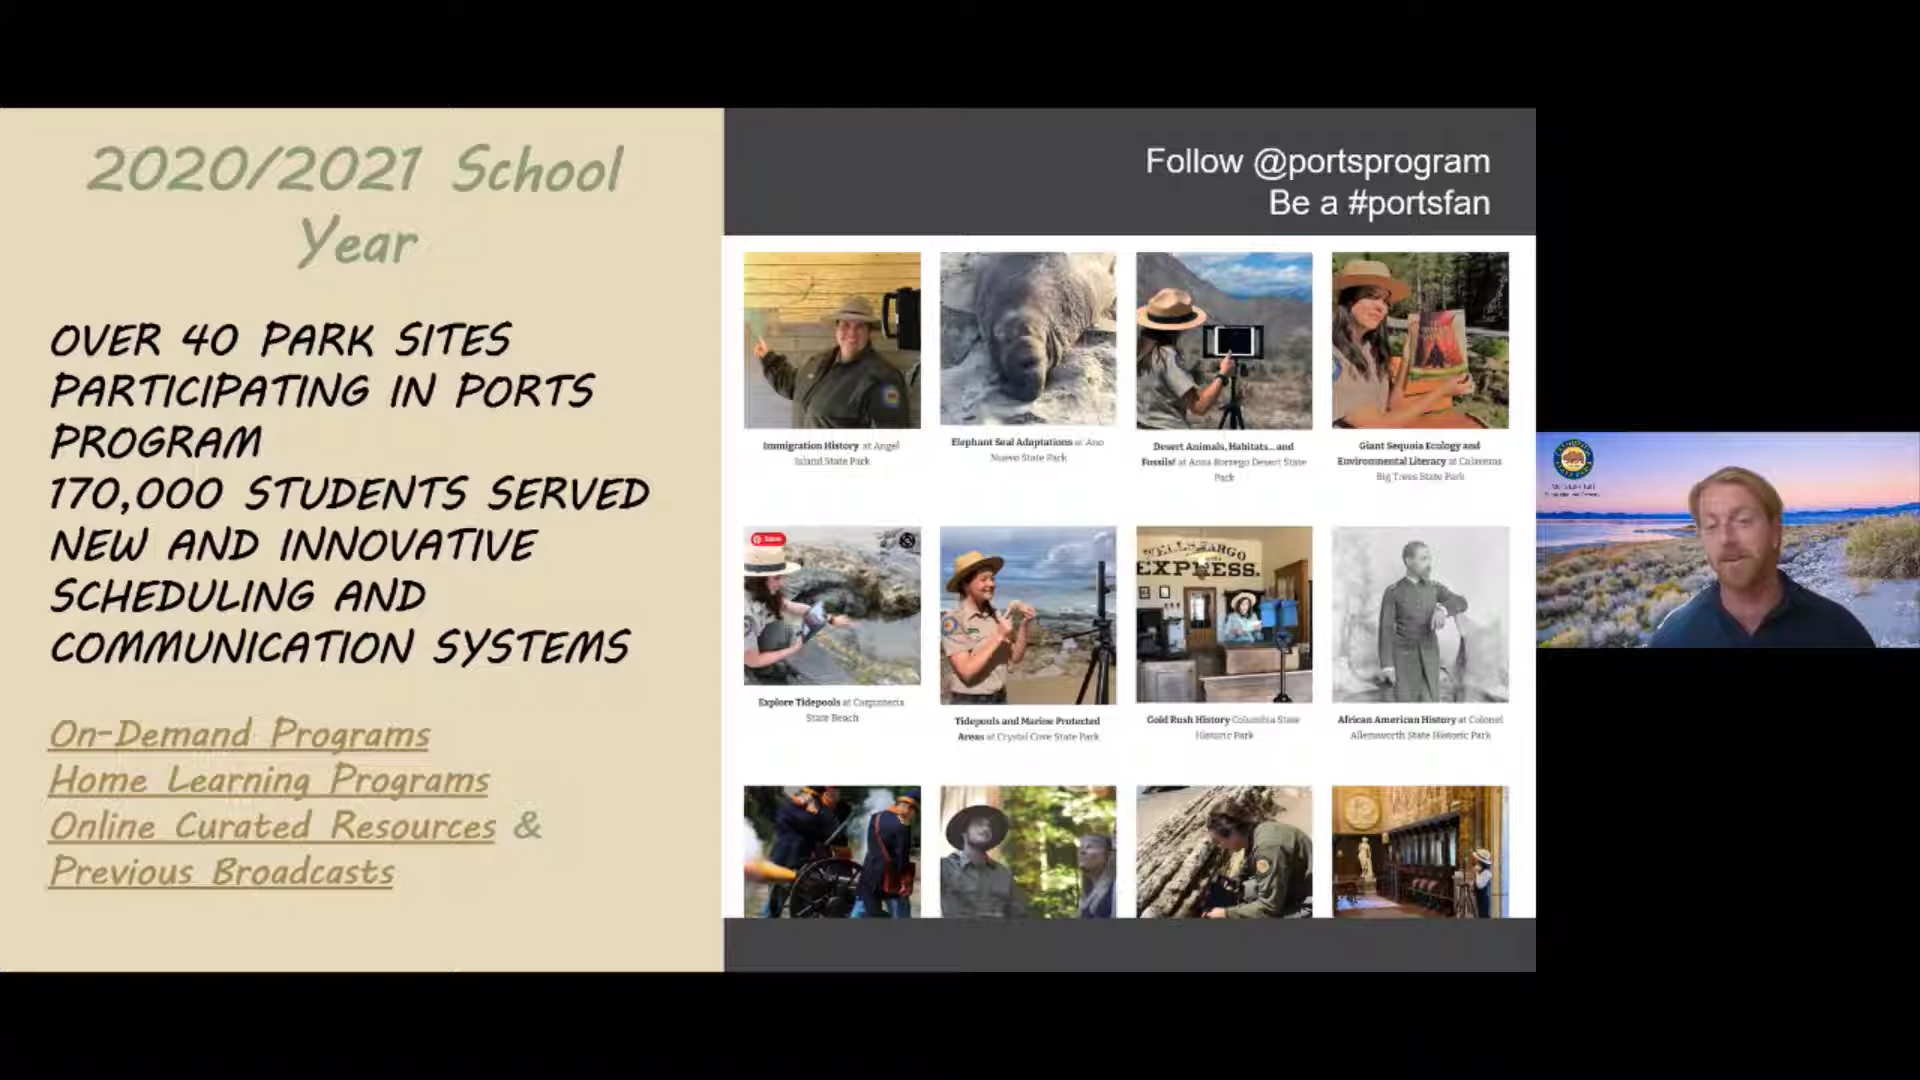 2020/2021 School
Year
OVER 40 PARK SITES
PARTICIPATING IN PORTS
PROGRAM
170,000 STUDENTS SERVED
NEW AND INNOVATIVE
SCHEDULING AND
COMMUNICATION SYSTEMS
On-Demand Programs
Home Learning Programs
Online Curated Resources &
Previous Broadcasts
Follow @portsprogram
Be a #portsfan
Immigration History at Angel
Island State Park
Elephant Seal Adaptations at Ano
Nuevo State Park
Desert Animals, Habitats...and
Fossils! at Anza Borrego Desert State
Park
Giant Sequoia Ecology and
Environmental Literacy at Calaveras
Big Trees State Park
Save
Explore Tidepools at Carpinteria
State Beach
Tidepools and Marine Protected
Areas at Crystal Cove State Park
WELLS FARGO
EXPRESS.
Gold Rush History Columbia State
Historic Park
African American History at Colonel
Allensworth State Historic Park